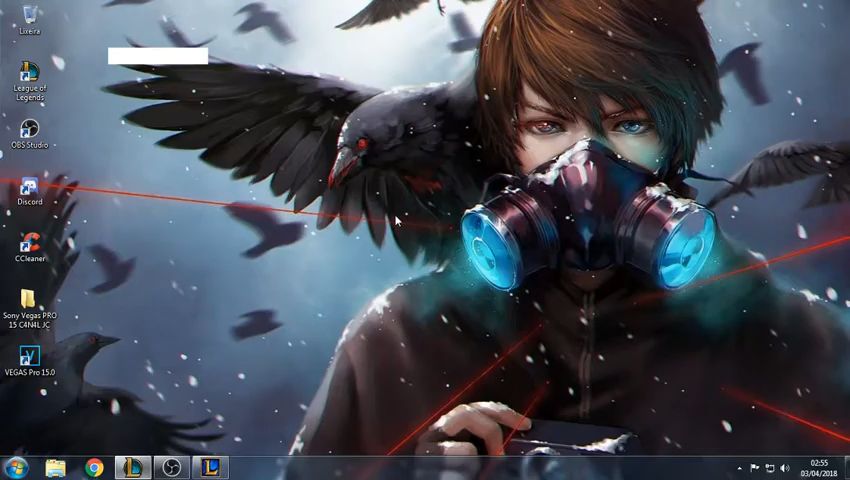 Lixeira
League of
Legends
OBS Studio
Discord
CCleaner
Sony Vegas PRO
15 C4N4L JC
VEGAS Pro 15.0
02:55
03/04/2018